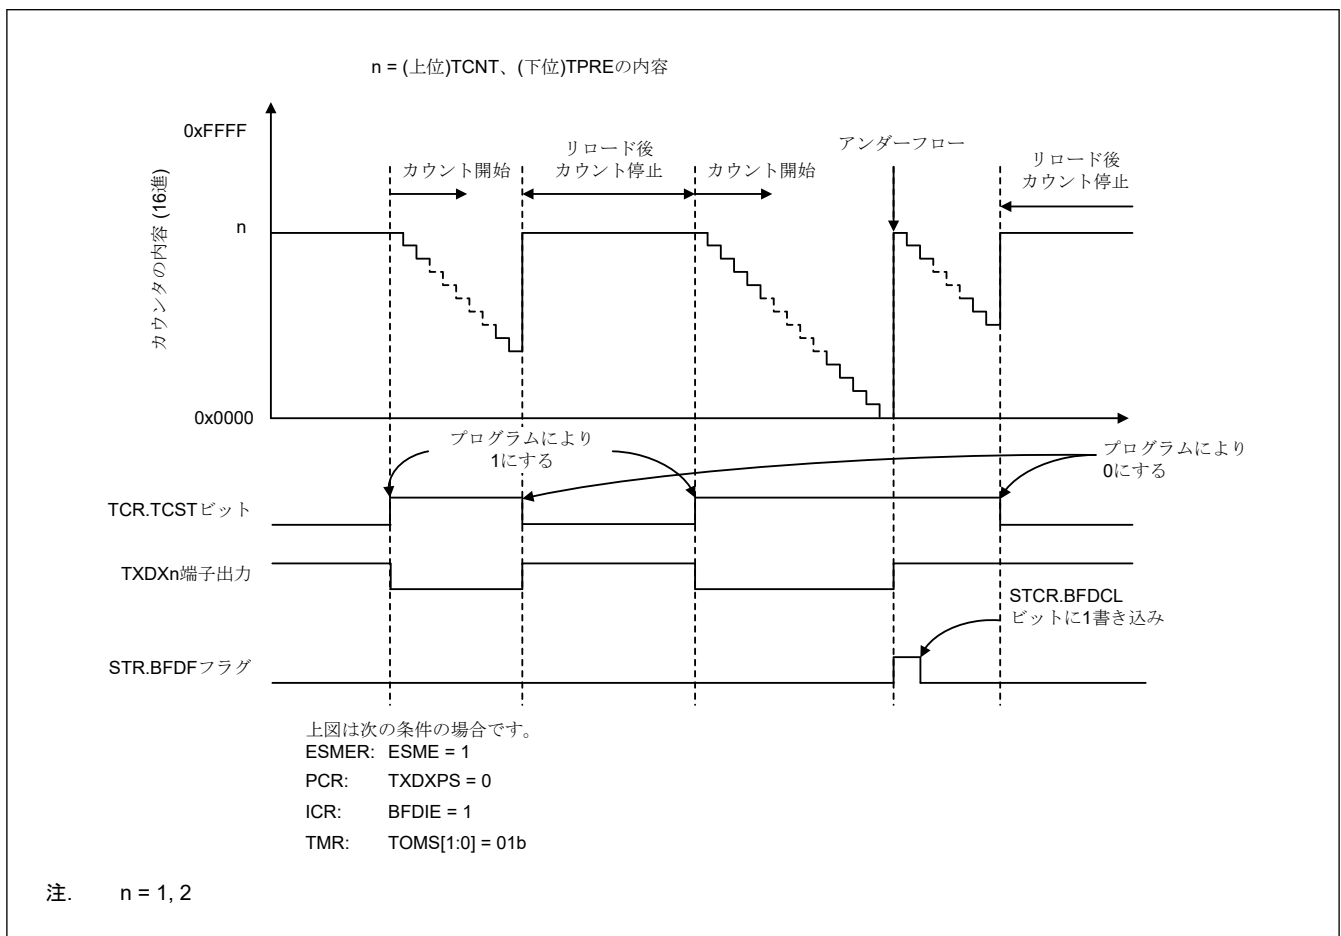 n = (上位)TCNT、(下位)TPREの内容
0xFFFF
カウンタの内容 (16進)
n
0x0000
カウント開始
リロード後
カウント停止
カウント開始
アンダーフロー
リロード後
カウント停止
プログラムにより
1にする
プログラムにより
0にする
TCR.TCSTビット
TXDXn端子出力
STCR.BFDCL
ビットに1書き込み
STR.BFDFフラグ
上図は次の条件の場合です。
ESMER: ESME = 1
PCR: TXDXPS = 0
ICR: BFDIE = 1
TMR: TOMS[1:0] = 01b
注. n = 1, 2